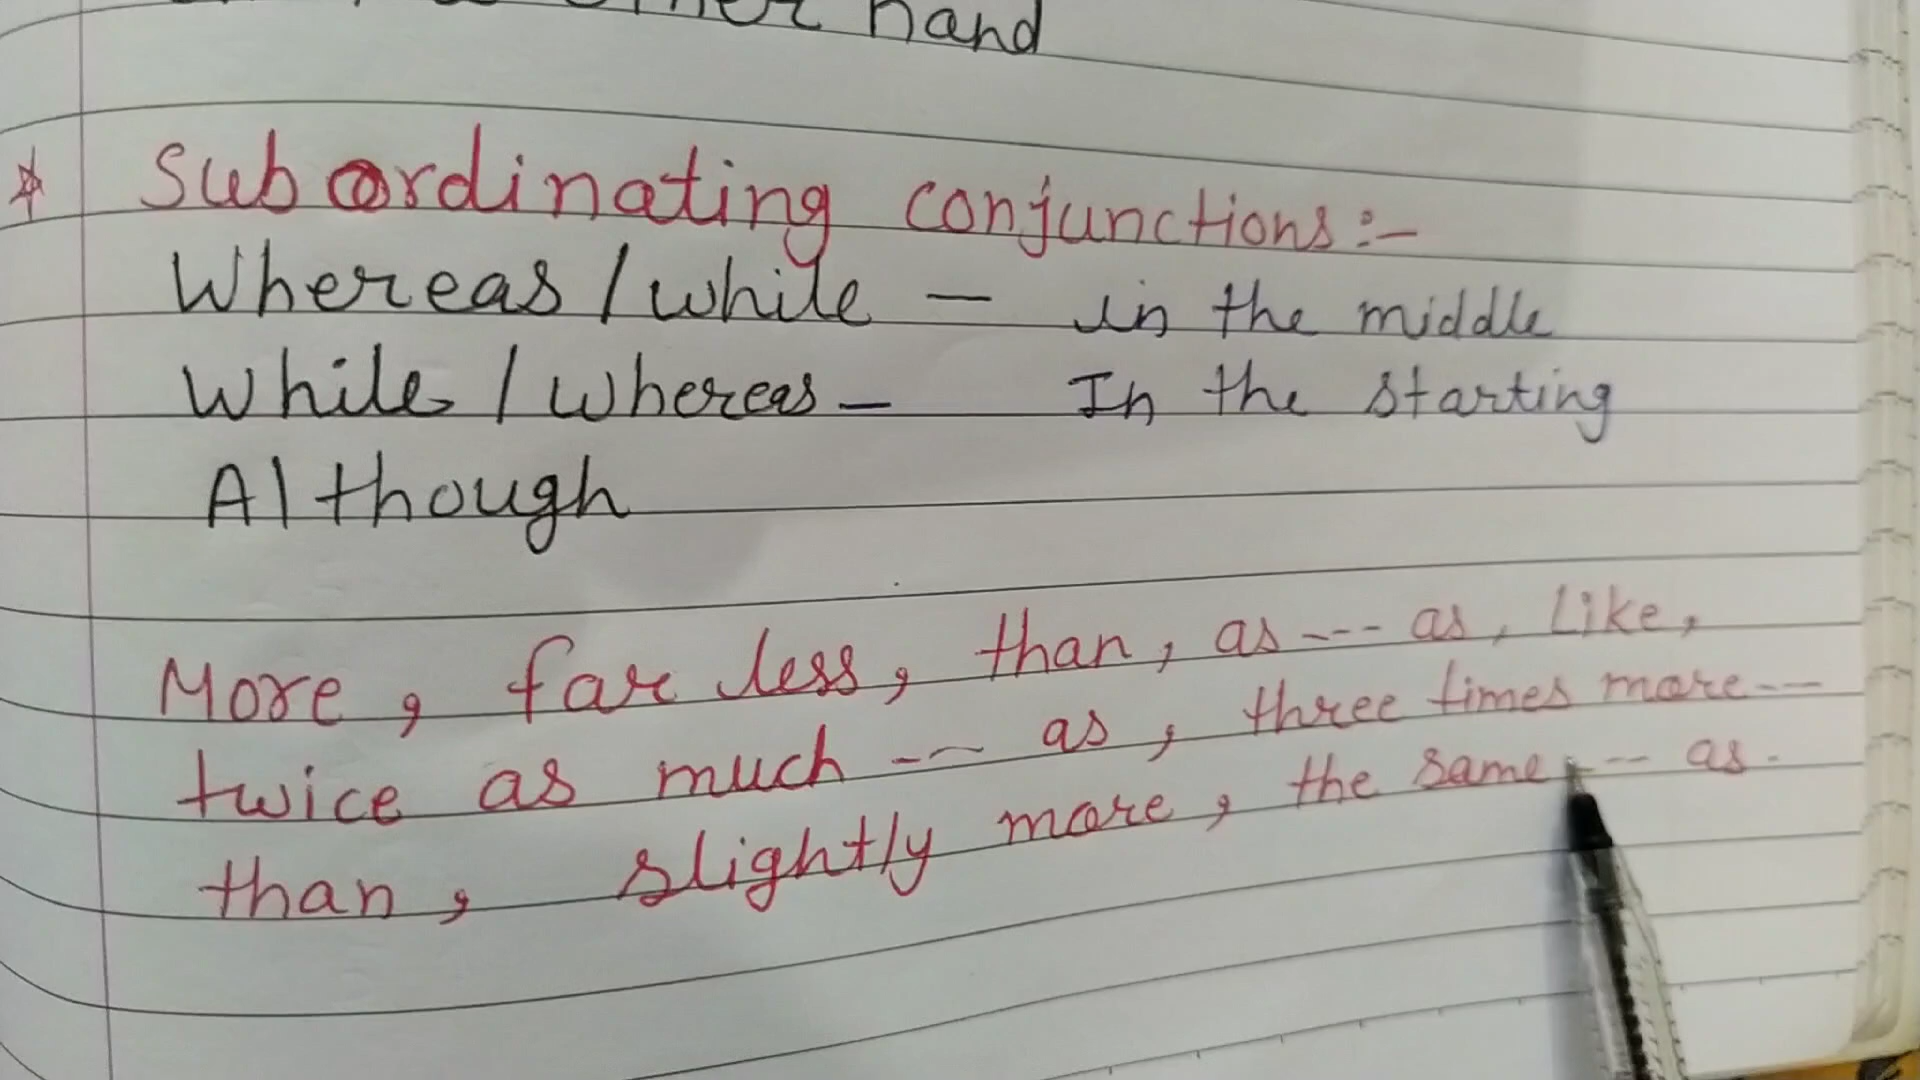 other hand
* Subordinating conjunctions:-
Whereas / while - in the middle
While / whereas - In the starting
Although
More, far less, than, as --- as, like,
twice as much --- as, three times more---
than, slightly more, the same --- as.